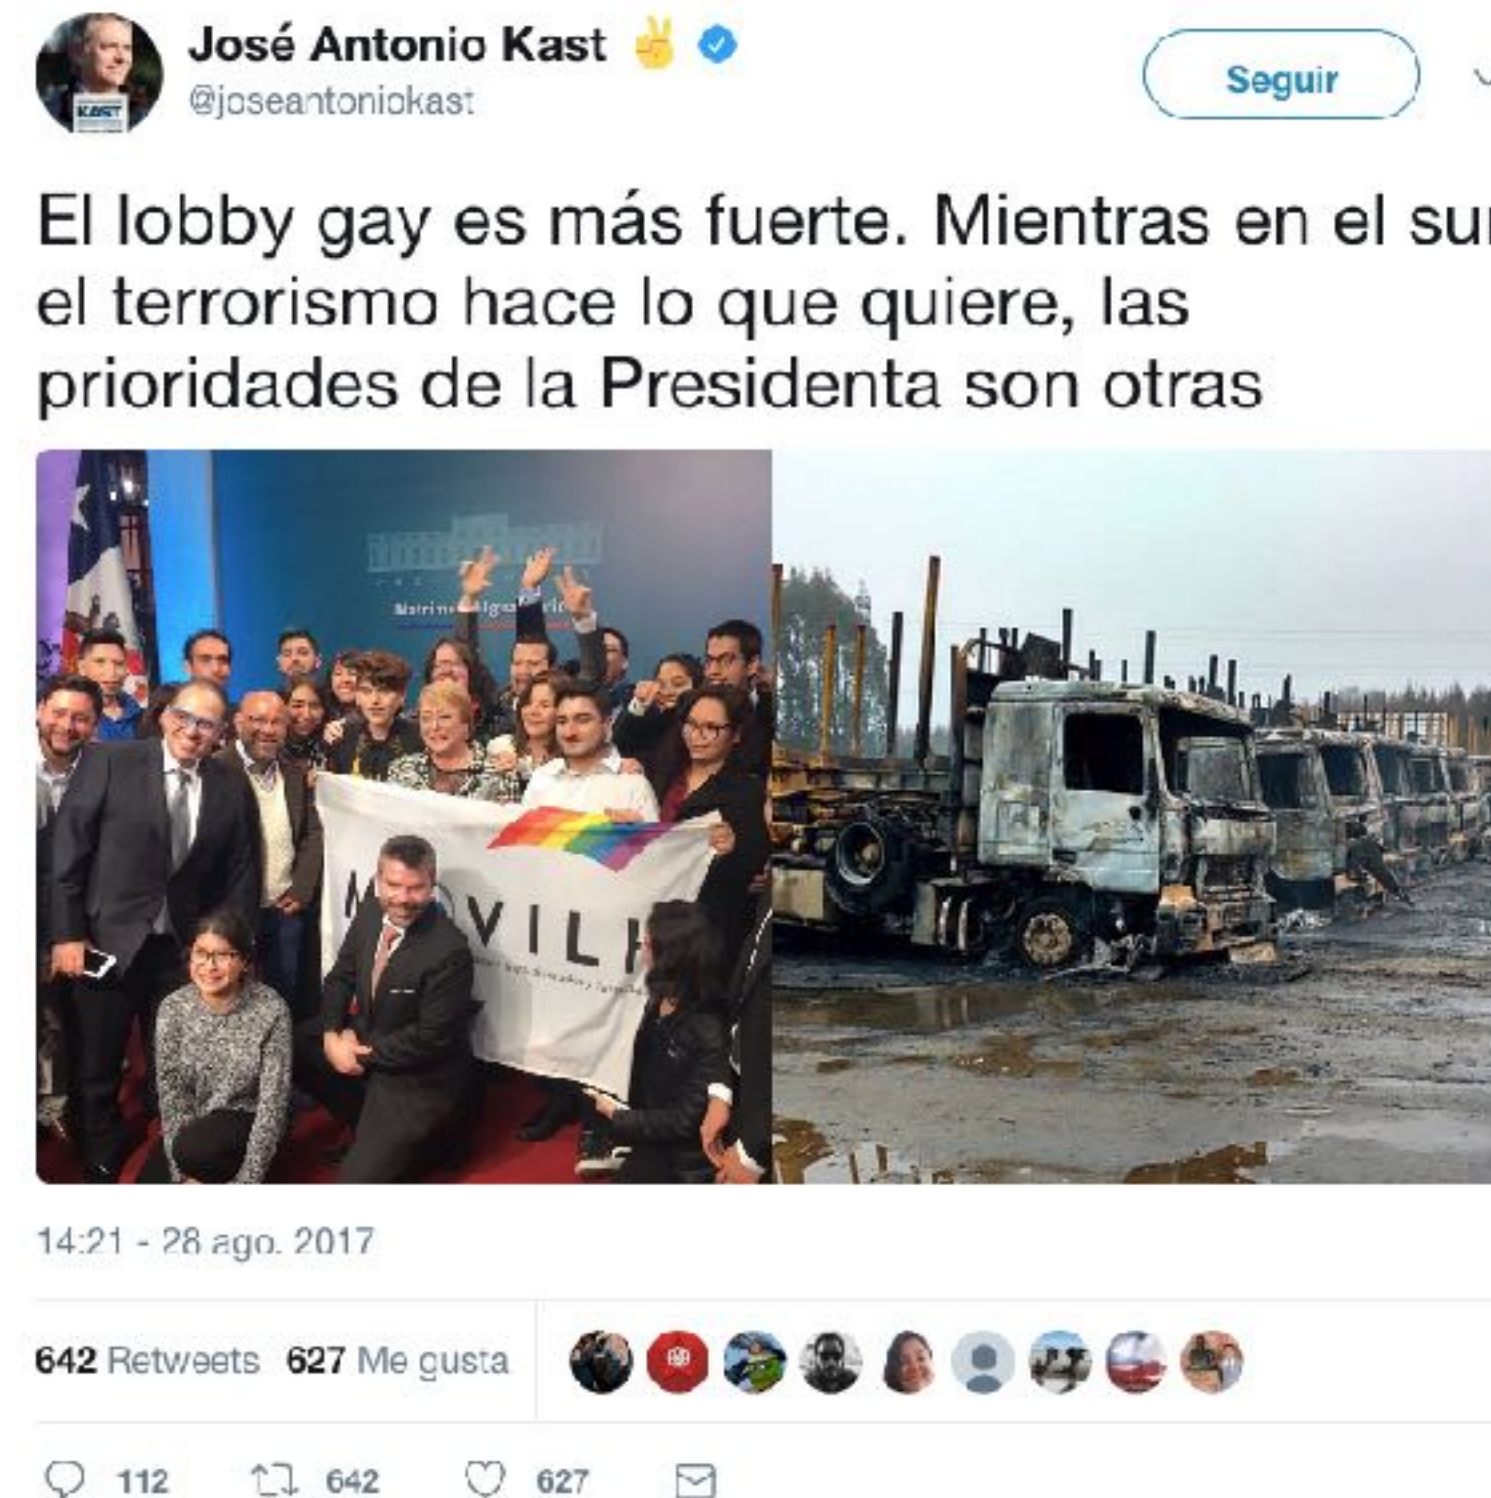 José Antonio Kast
@joseantoniokast
KAST
Seguir
El lobby gay es más fuerte. Mientras en el sur
el terrorismo hace lo que quiere, las
prioridades de la Presidenta son otras
VIL
14:21 - 28 ago. 2017
642 Retweets 627 Me gusta
112 642 627